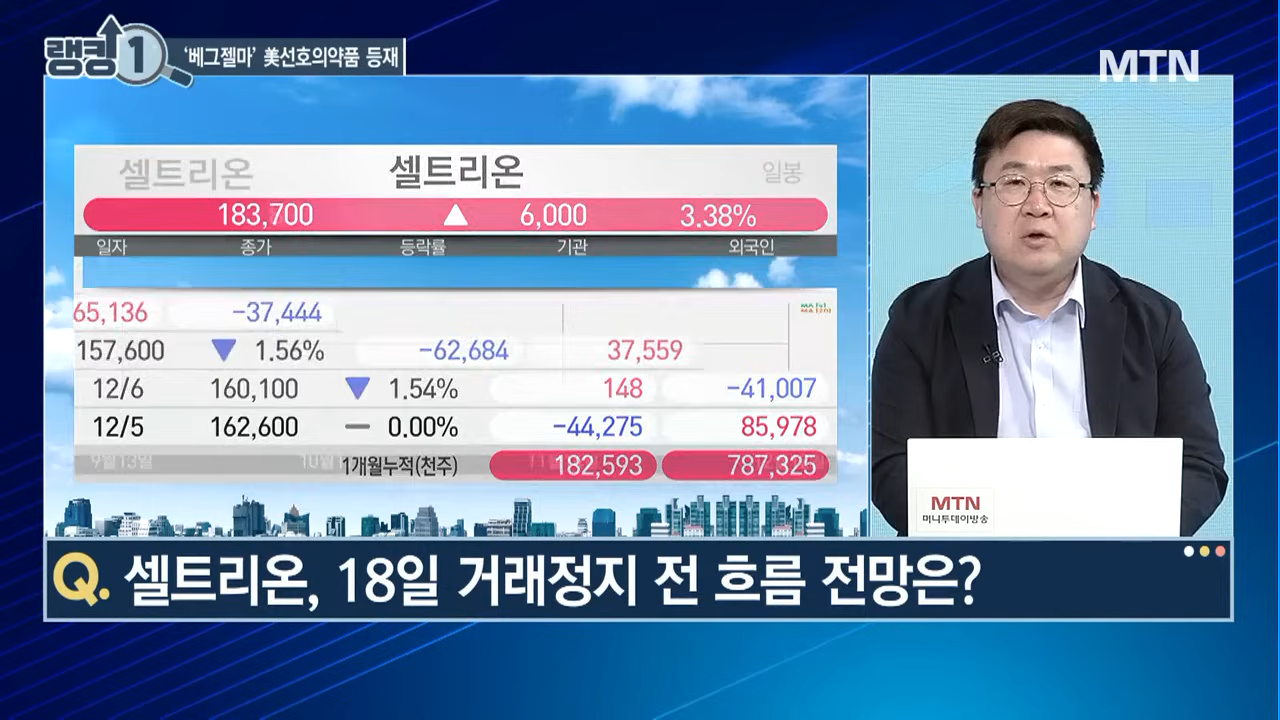 랭킹1 '베그젤마' 美선호의약품 등재
MTN
셀트리온 셀트리온 일봉
183,700 ▲ 6,000 3.38%
일자 종가 등락률 기관 외국인
65,136 -37,444
157,600 ▼ 1.56% -62,684 37,559
12/6 160,100 ▼ 1.54% 148 -41,007
12/5 162,600 — 0.00% -44,275 85,978
9월13일 1개월누적(천주) 182,593 787,325
MTN
머니투데이방송
Q. 셀트리온, 18일 거래정지 전 흐름 전망은?